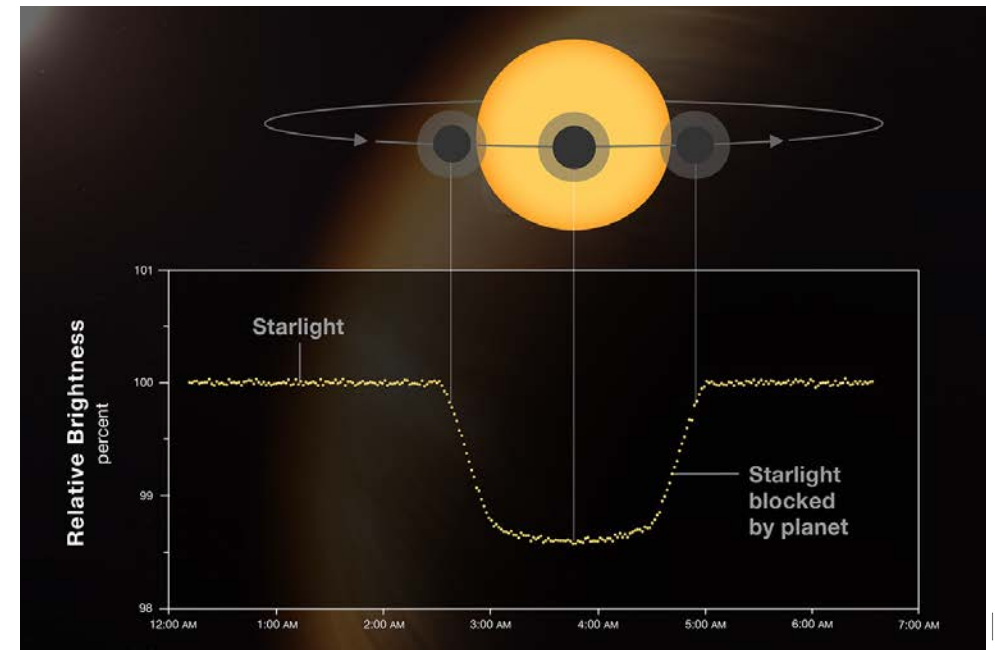 101
Starlight
100
Relative Brightness
percent
Starlight
blocked
by planet
99
98
12:00 AM
1:00 AM
2:00 AM
3:00 AM
4:00 AM
5:00 AM
6:00 AM
7:00 AM